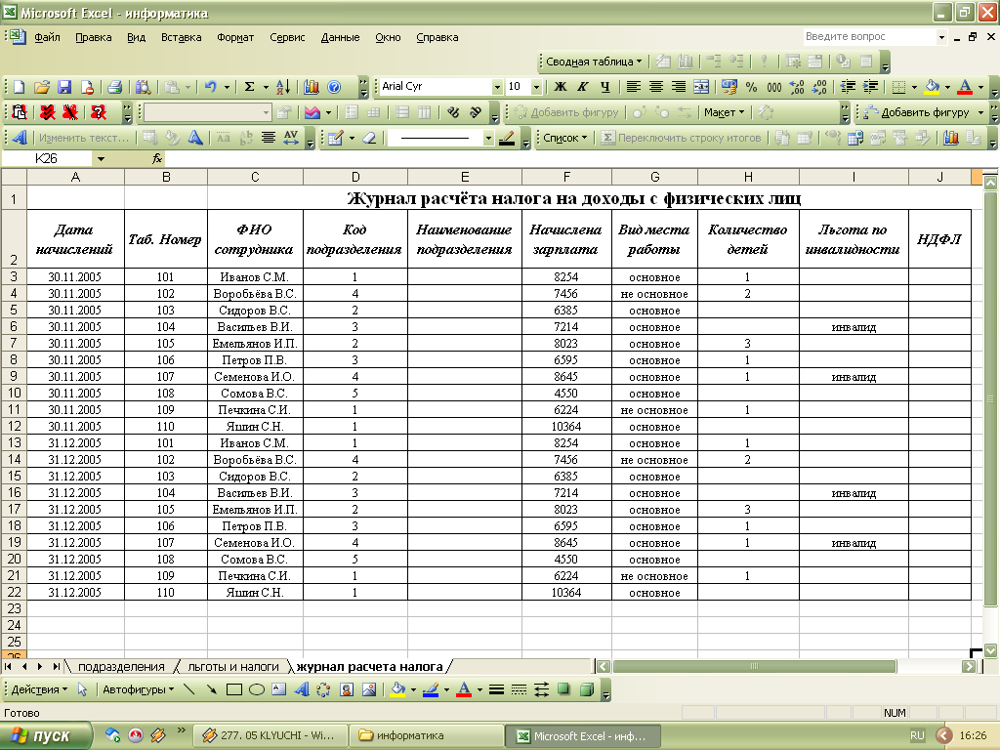 Microsoft Excel - информатика
Файл Правка Вид Вставка Формат Сервис Данные Окно Справка Введите вопрос
Сводная таблица
Arial Cyr 10 Ж К Ч % 000
Добавить фигуру Макет Добавить фигуру
Изменить текст... Список Переключить строку итогов
K26 fx
A B C D E F G H I J
1 Журнал расчёта налога на доходы с физических лиц
Дата ФИО Код Наименование Начислена Вид места Количество Льгота по
Таб. Номер НДФЛ
2 начислений сотрудника подразделения подразделения зарплата работы детей инвалидности
3 30.11.2005 101 Иванов С.М. 1 8254 основное 1
4 30.11.2005 102 Воробьёва В.С. 4 7456 не основное 2
5 30.11.2005 103 Сидоров В.С. 2 6385 основное
6 30.11.2005 104 Васильев В.И. 3 7214 основное инвалид
7 30.11.2005 105 Емельянов И.П. 2 8023 основное 3
8 30.11.2005 106 Петров П.В. 3 6595 основное 1
9 30.11.2005 107 Семенова И.О. 4 8645 основное 1 инвалид
10 30.11.2005 108 Сомова В.С. 5 4550 основное
11 30.11.2005 109 Печкина С.И. 1 6224 не основное 1
12 30.11.2005 110 Яшин С.Н. 1 10364 основное
13 31.12.2005 101 Иванов С.М. 1 8254 основное 1
14 31.12.2005 102 Воробьёва В.С. 4 7456 не основное 2
15 31.12.2005 103 Сидоров В.С. 2 6385 основное
16 31.12.2005 104 Васильев В.И. 3 7214 основное инвалид
17 31.12.2005 105 Емельянов И.П. 2 8023 основное 3
18 31.12.2005 106 Петров П.В. 3 6595 основное 1
19 31.12.2005 107 Семенова И.О. 4 8645 основное 1 инвалид
20 31.12.2005 108 Сомова В.С. 5 4550 основное
21 31.12.2005 109 Печкина С.И. 1 6224 не основное 1
22 31.12.2005 110 Яшин С.Н. 1 10364 основное
23
24
25
26
подразделения льготы и налоги журнал расчета налога
Действия Автофигуры
Готово NUM
пуск 277. 05 KLYUCHI - Wi... информатика Microsoft Excel - инф... RU 16:26